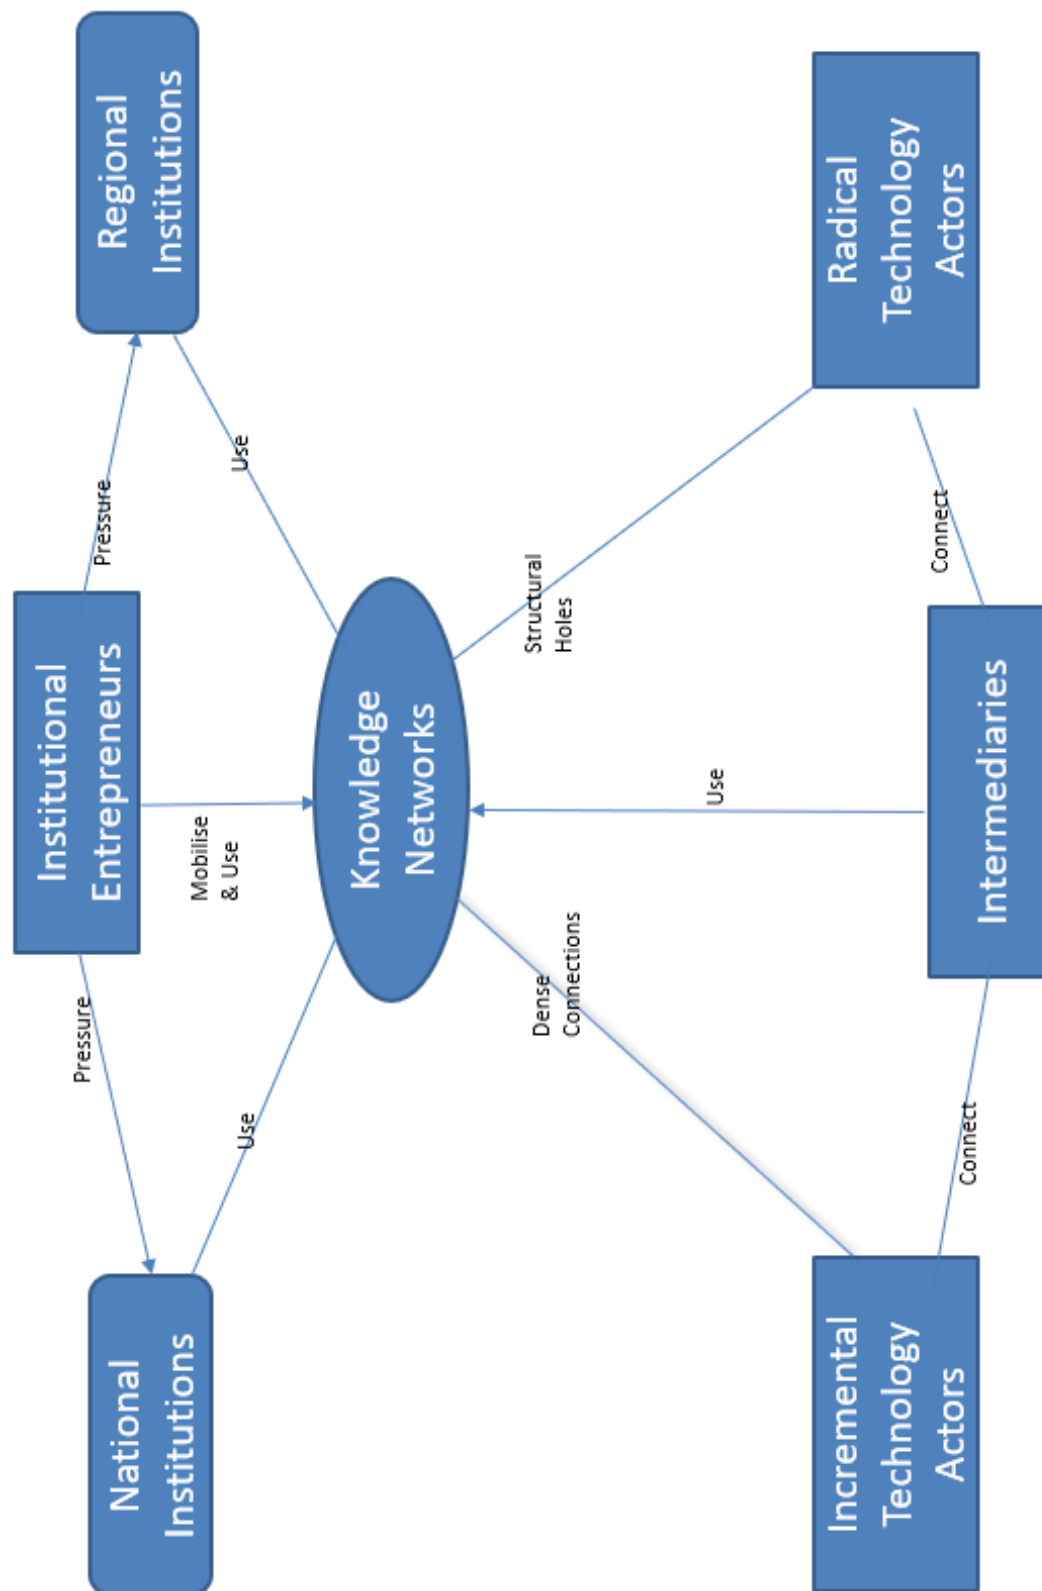 Institutional
Entrepreneurs
Pressure
Pressure
National
Institutions
Regional
Institutions
Mobilise
& Use
Use
Use
Knowledge
Networks
Dense
Connections
Structural
Holes
Use
Incremental
Technology
Actors
Radical
Technology
Actors
Connect
Connect
Intermediaries